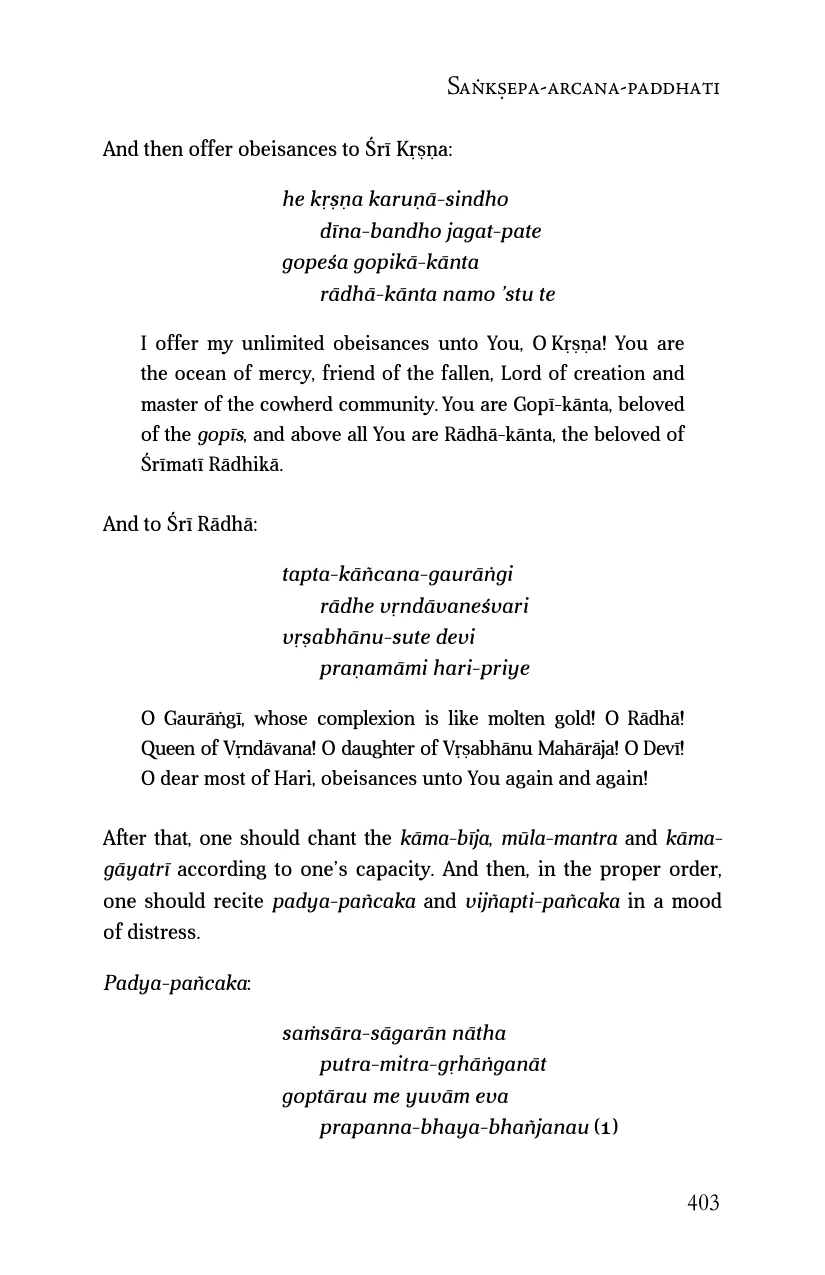 Saṅkṣepa-arcana-paddhati
And then offer obeisances to Śrī Kṛṣṇa:
he kṛṣṇa karuṇā-sindho
dīna-bandho jagat-pate
gopeśa gopikā-kānta
rādhā-kānta namo ’stu te
I offer my unlimited obeisances unto You, O Kṛṣṇa! You are
the ocean of mercy, friend of the fallen, Lord of creation and
master of the cowherd community. You are Gopī-kānta, beloved
of the gopīs, and above all You are Rādhā-kānta, the beloved of
Śrīmatī Rādhikā.
And to Śrī Rādhā:
tapta-kāñcana-gaurāṅgi
rādhe vṛndāvaneśvari
vṛṣabhānu-sute devi
praṇamāmi hari-priye
O Gaurāṅgī, whose complexion is like molten gold! O Rādhā!
Queen of Vṛndāvana! O daughter of Vṛṣabhānu Mahārāja! O Devī!
O dear most of Hari, obeisances unto You again and again!
After that, one should chant the kāma-bīja, mūla-mantra and kāma-
gāyatrī according to one’s capacity. And then, in the proper order,
one should recite padya-pañcaka and vijñapti-pañcaka in a mood
of distress.
Padya-pañcaka:
saṁsāra-sāgarān nātha
putra-mitra-gṛhāṅganāt
goptārau me yuvām eva
prapanna-bhaya-bhañjanau (1)
403